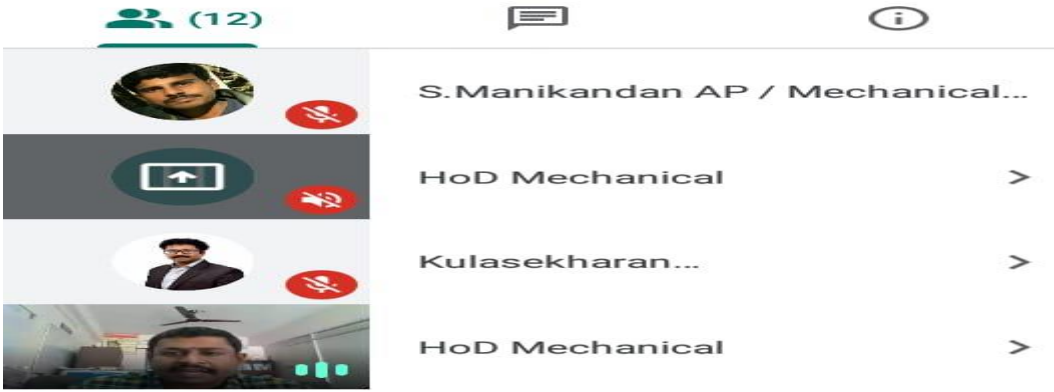 (12)
S.Manikandan AP / Mechanical...
HoD Mechanical
Kulasekharan...
HoD Mechanical